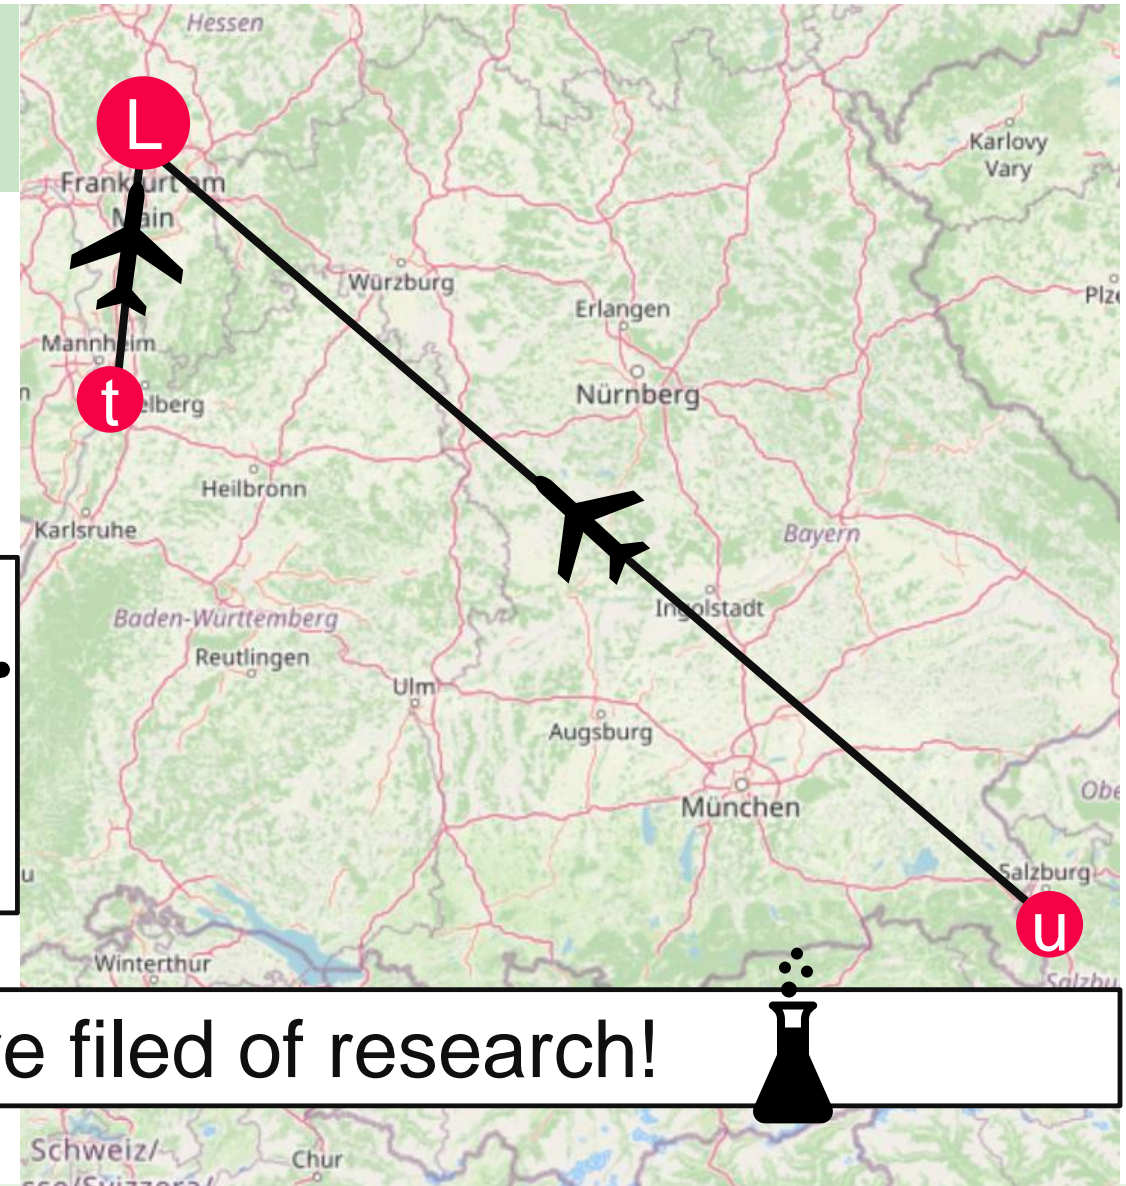 Hessen
L
Karlovy
Vary
Frankfurt am
Main
Würzburg
Erlangen
Mannheim
Nürnberg
t
elberg
Heilbronn
Karlsruhe
Bayern
Ingolstadt
Baden-Württemberg
Reutlingen
Ulm
Augsburg
München
Salzburg
u
Winterthur
filed of research!
Schweiz/
Chur